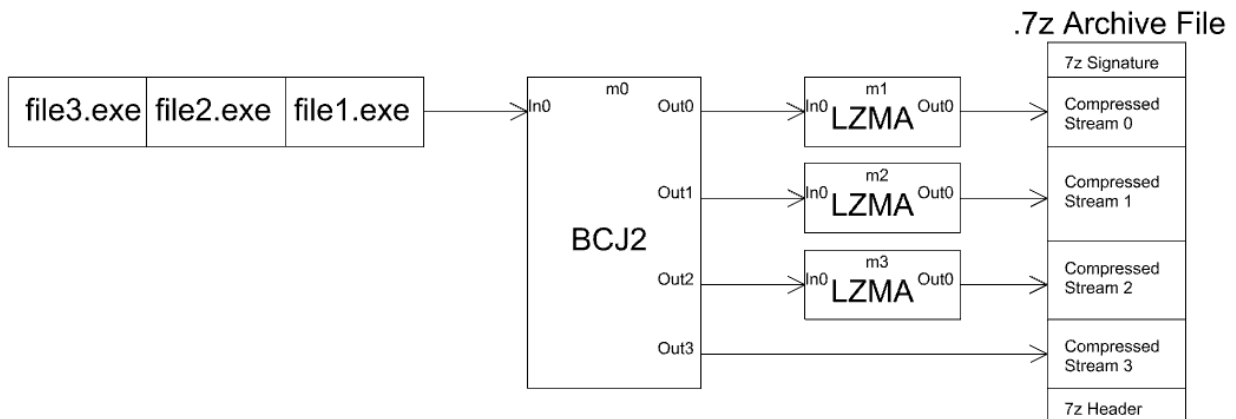 .7z Archive File
file3.exe
file2.exe
file1.exe
In0
m0
BCJ2
Out0
Out1
Out2
Out3
In0
m1
LZMA
Out0
In0
m2
LZMA
Out0
In0
m3
LZMA
Out0
7z Signature
Compressed
Stream 0
Compressed
Stream 1
Compressed
Stream 2
Compressed
Stream 3
7z Header